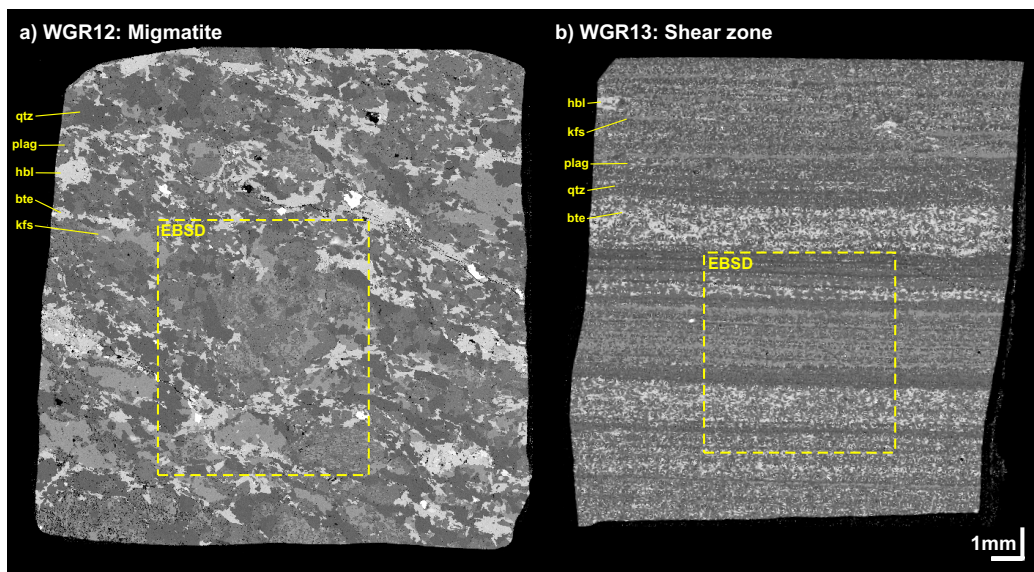 a) WGR12: Migmatite
qtz
plag
hbl
bte
kfs
EBSD
b) WGR13: Shear zone
hbl
kfs
plag
qtz
bte
EBSD
1mm